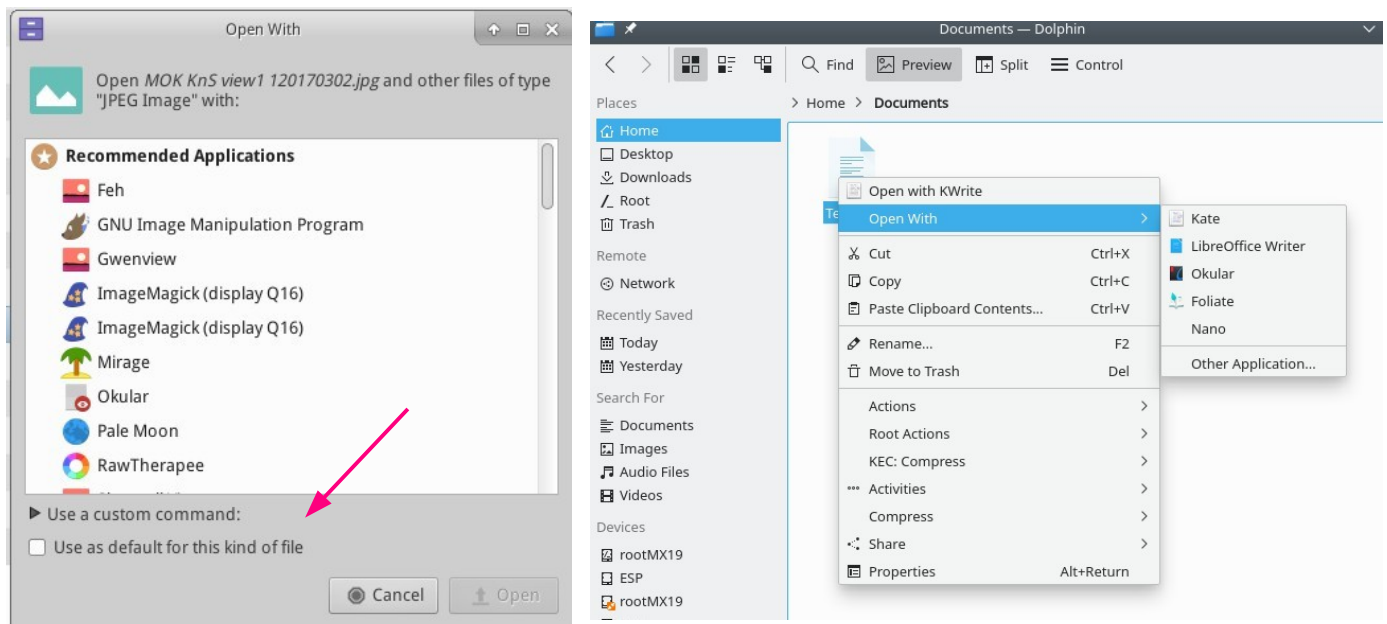 Open With
Open MOK KnS view1 120170302.jpg and other files of type
"JPEG Image" with:
Recommended Applications
Feh
GNU Image Manipulation Program
Gwenview
ImageMagick (display Q16)
ImageMagick (display Q16)
Mirage
Okular
Pale Moon
RawTherapee
Use a custom command:
Use as default for this kind of file
Cancel
Open
Documents — Dolphin
Find
Preview
Split
Control
Places
> Home > Documents
Home
Desktop
Downloads
Root
Trash
Remote
Network
Recently Saved
Today
Yesterday
Search For
Documents
Images
Audio Files
Videos
Devices
rootMX19
ESP
rootMX19
Te
Open with KWrite
Open With
Cut Ctrl+X
Copy Ctrl+C
Paste Clipboard Contents... Ctrl+V
Rename... F2
Move to Trash Del
Actions
Root Actions
KEC: Compress
Activities
Compress
Share
Properties Alt+Return
Kate
LibreOffice Writer
Okular
Foliate
Nano
Other Application...